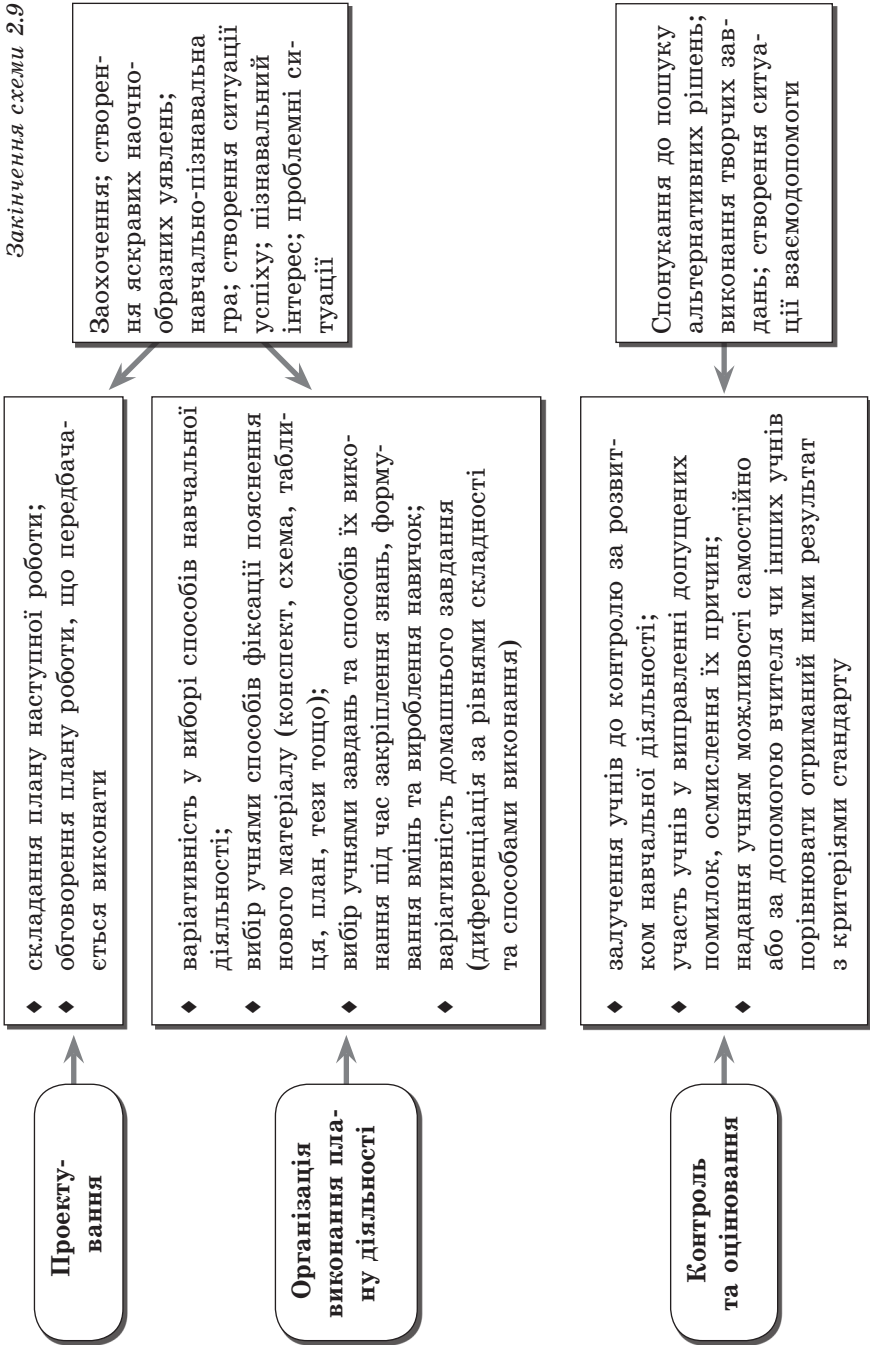 Закінчення схеми 2.9
Проекту-
вання
♦ складання плану наступної роботи;
♦ обговорення плану роботи, що передбача-
ється виконати
Заохочення; створен-
ня яскравих наочно-
образних уявлень;
навчально-пізнавальна
гра; створення ситуації
успіху; пізнавальний
інтерес; проблемні си-
туації
Організація
виконання пла-
ну діяльності
♦ варіативність у виборі способів навчальної
діяльності;
♦ вибір учнями способів фіксації пояснення
нового матеріалу (конспект, схема, табли-
ця, план, тези тощо);
♦ вибір учнями завдань та способів їх вико-
нання під час закріплення знань, форму-
вання вмінь та вироблення навичок;
♦ варіативність домашнього завдання
(диференціація за рівнями складності
та способами виконання)
Контроль
та оцінювання
♦ залучення учнів до контролю за розвит-
ком навчальної діяльності;
♦ участь учнів у виправленні допущених
помилок, осмислення їх причин;
♦ надання учням можливості самостійно
або за допомогою вчителя чи інших учнів
порівнювати отриманий ними результат
з критеріями стандарту
Спонукання до пошуку
альтернативних рішень;
виконання творчих зав-
дань; створення ситуа-
ції взаємодопомоги